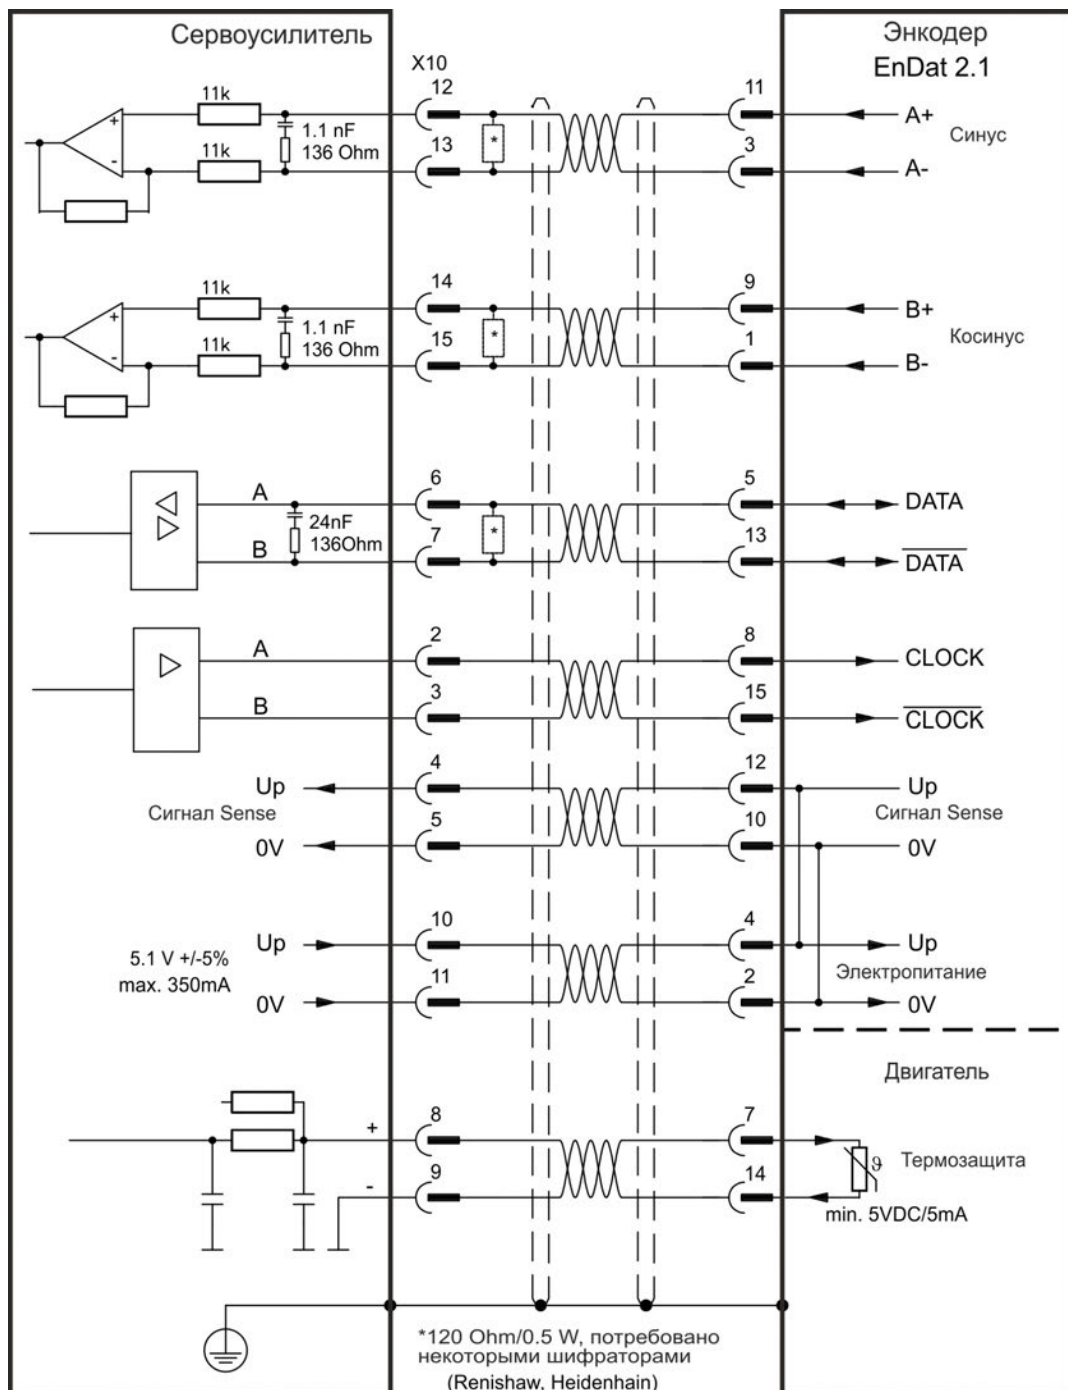 Сервоусилитель
X10
Энкодер
EnDat 2.1
11k
12
11
A+
+
1.1 nF
136 Ohm
*
Синус
-
11k
13
3
A-
11k
14
9
B+
+
1.1 nF
136 Ohm
*
Косинус
-
11k
15
1
B-
A
6
5
DATA
24nF
136Ohm
*
B
7
13
DATA
A
2
8
CLOCK
B
3
15
CLOCK
Up
4
12
Up
Сигнал Sense
Сигнал Sense
0V
5
10
0V
Up
10
4
Up
5.1 V +/-5%
max. 350mA
Электропитание
0V
11
2
0V
Двигатель
+
8
7
ϑ
Термозащита
-
9
14
min. 5VDC/5mA
*120 Ohm/0.5 W, потребовано
некоторыми шифраторами
(Renishaw, Heidenhain)